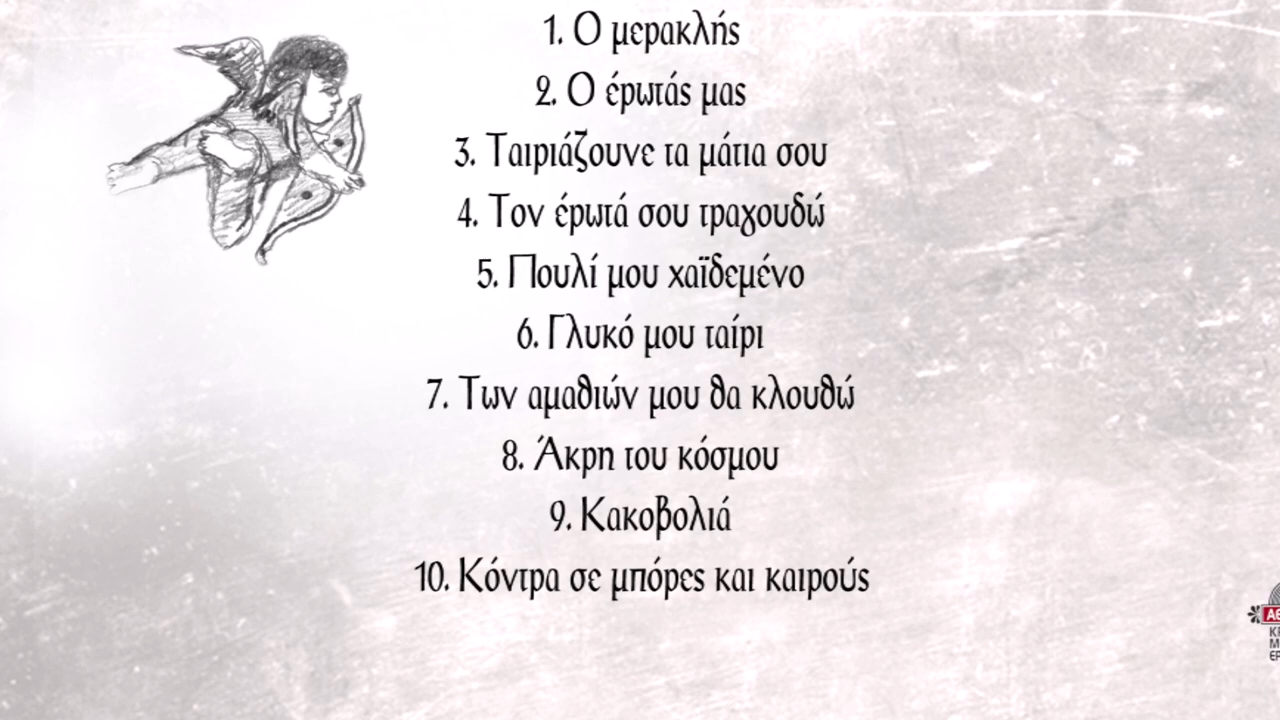 1. Ο μερακλής
2. Ο έρωτάς μας
3. Ταιριάζουνε τα μάτια σου
4. Τον έρωτά σου τραγουδώ
5. Πουλί μου χαϊδεμένο
6. Γλυκό μου ταίρι
7. Των αμαθιών μου θα κλουθώ
8. Άκρη του κόσμου
9. Κακοβολιά
10. Κόντρα σε μπόρες και καιρούς